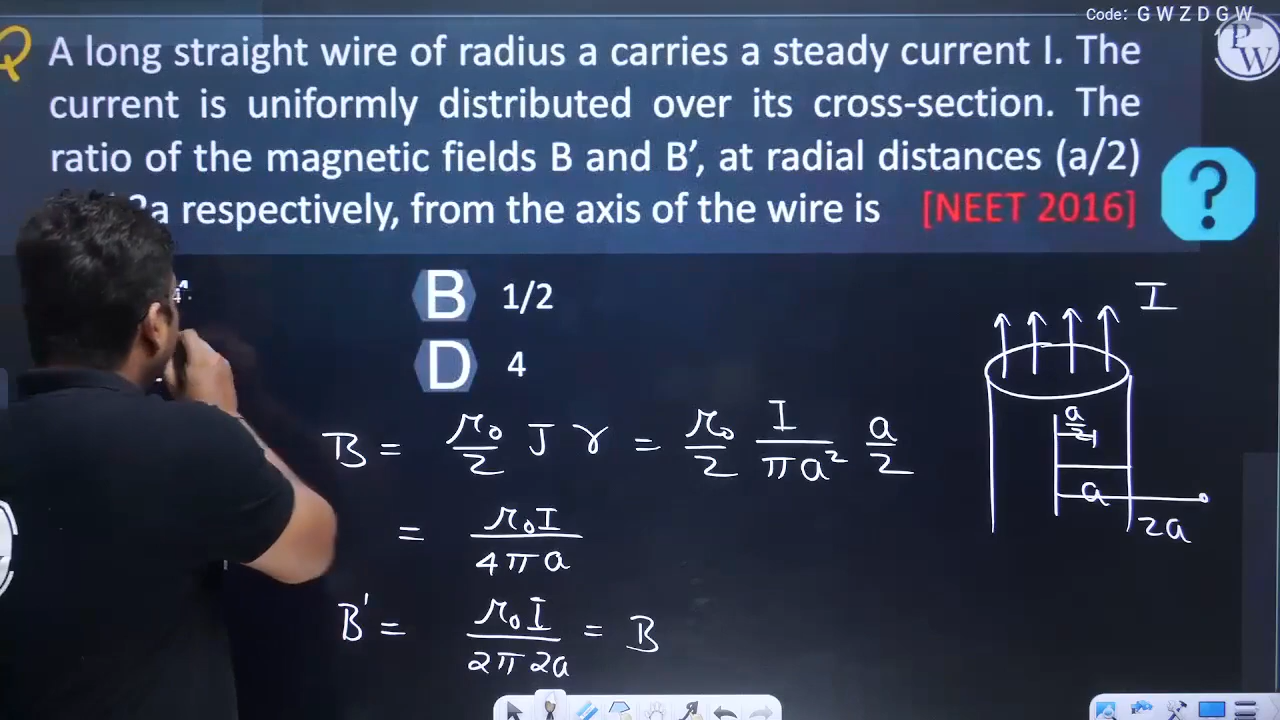 Code: G W Z D G W
Q A long straight wire of radius a carries a steady current I. The
current is uniformly distributed over its cross-section. The
ratio of the magnetic fields B and B’, at radial distances (a/2)
a respectively, from the axis of the wire is [NEET 2016]
PW
?
B 1/2
D 4
I
B = μ₀/2 J r = μ₀/2 I/πa² a/2
= μ₀I/4πa
B' = μ₀I/2π2a = B
a/2
a
2a